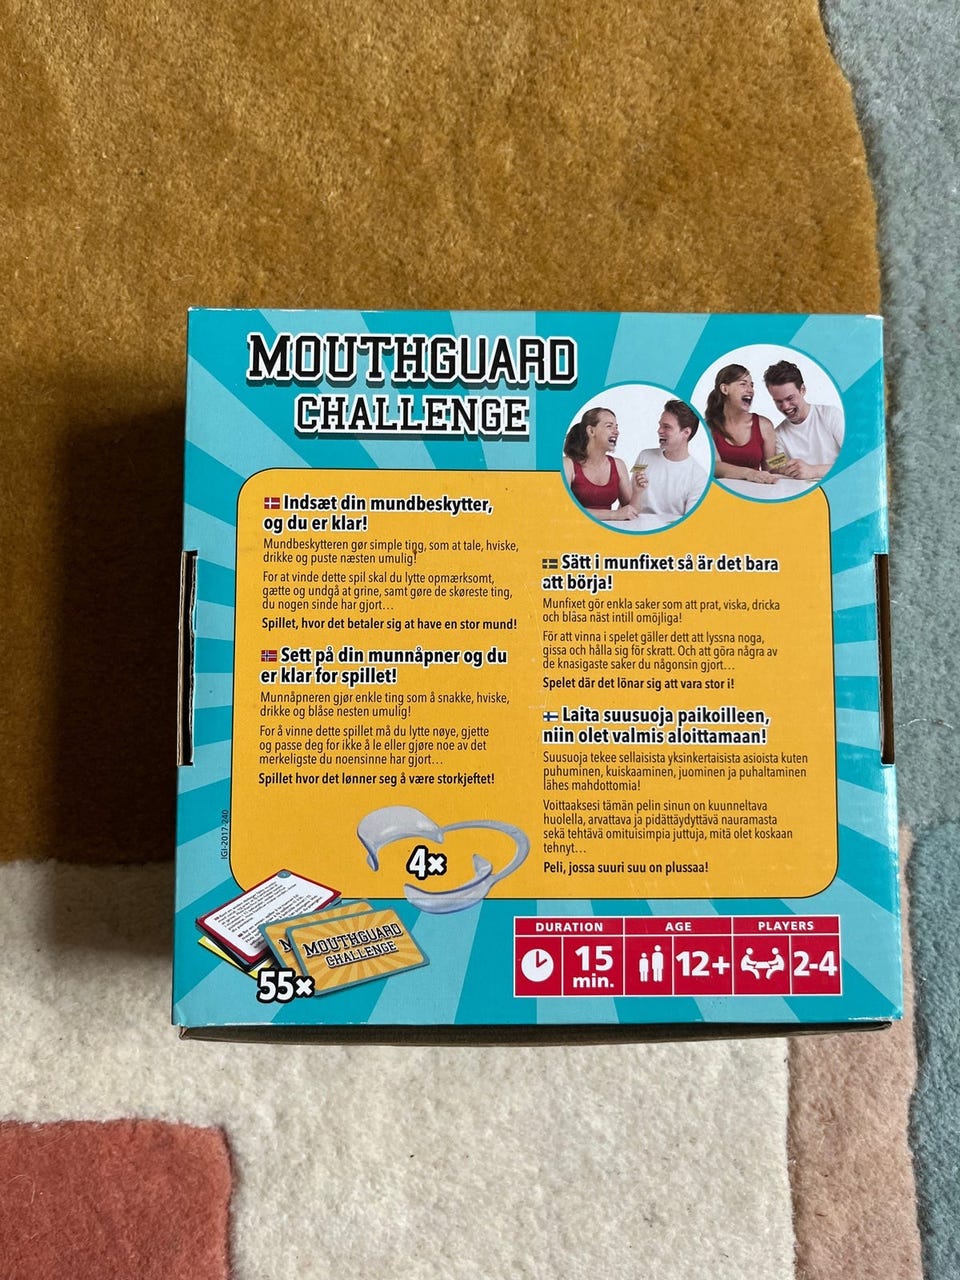 MOUTHGUARD
CHALLENGE
Indsæt din mundbeskytter,
og du er klar!
Mundbeskytteren gør simple ting, som at tale, hviske,
drikke og puste næsten umulig!
For at vinde dette spil skal du lytte opmærksomt,
gætte og undgå at grine, samt gøre de skøreste ting,
du nogen sinde har gjort...
Spillet, hvor det betaler sig at have en stor mund!
Sett på din munnåpner og du
er klar for spillet!
Munnåpneren gjør enkle ting som å snakke, hviske,
drikke og blåse nesten umulig!
For å vinne dette spillet må du lytte nøye, gjette
og passe deg for ikke å le eller gjøre noe av det
merkeligste du noensinne har gjort...
Spillet hvor det lønner seg å være storkjeftet!
Sätt i munfixet så är det bara
att börja!
Munfixet gör enkla saker som att prat, viska, dricka
och blåsa näst intill omöjliga!
För att vinna i spelet gäller dett att lyssna noga,
gissa och hålla sig för skratt. Och att göra några av
de knasigaste saker du någonsin gjort...
Spelet där det lönar sig att vara stor i!
Laita suusuoja paikoilleen,
niin olet valmis aloittamaan!
Suusuoja tekee sellaisista yksinkertaisista asioista kuten
puhuminen, kuiskaaminen, juominen ja puhaltaminen
lähes mahdottomia!
Voittaaksesi tämän pelin sinun on kuunneltava
huolella, arvattava ja pidättäydyttävä nauramasta
sekä tehtävä omituisimpia juttuja, mitä olet koskaan
tehnyt...
Peli, jossa suuri suu on plussaa!
IGI-2017-240
4x
MOUTHGUARD
CHALLENGE
55x
DURATION
15
min.
AGE
12+
PLAYERS
2-4